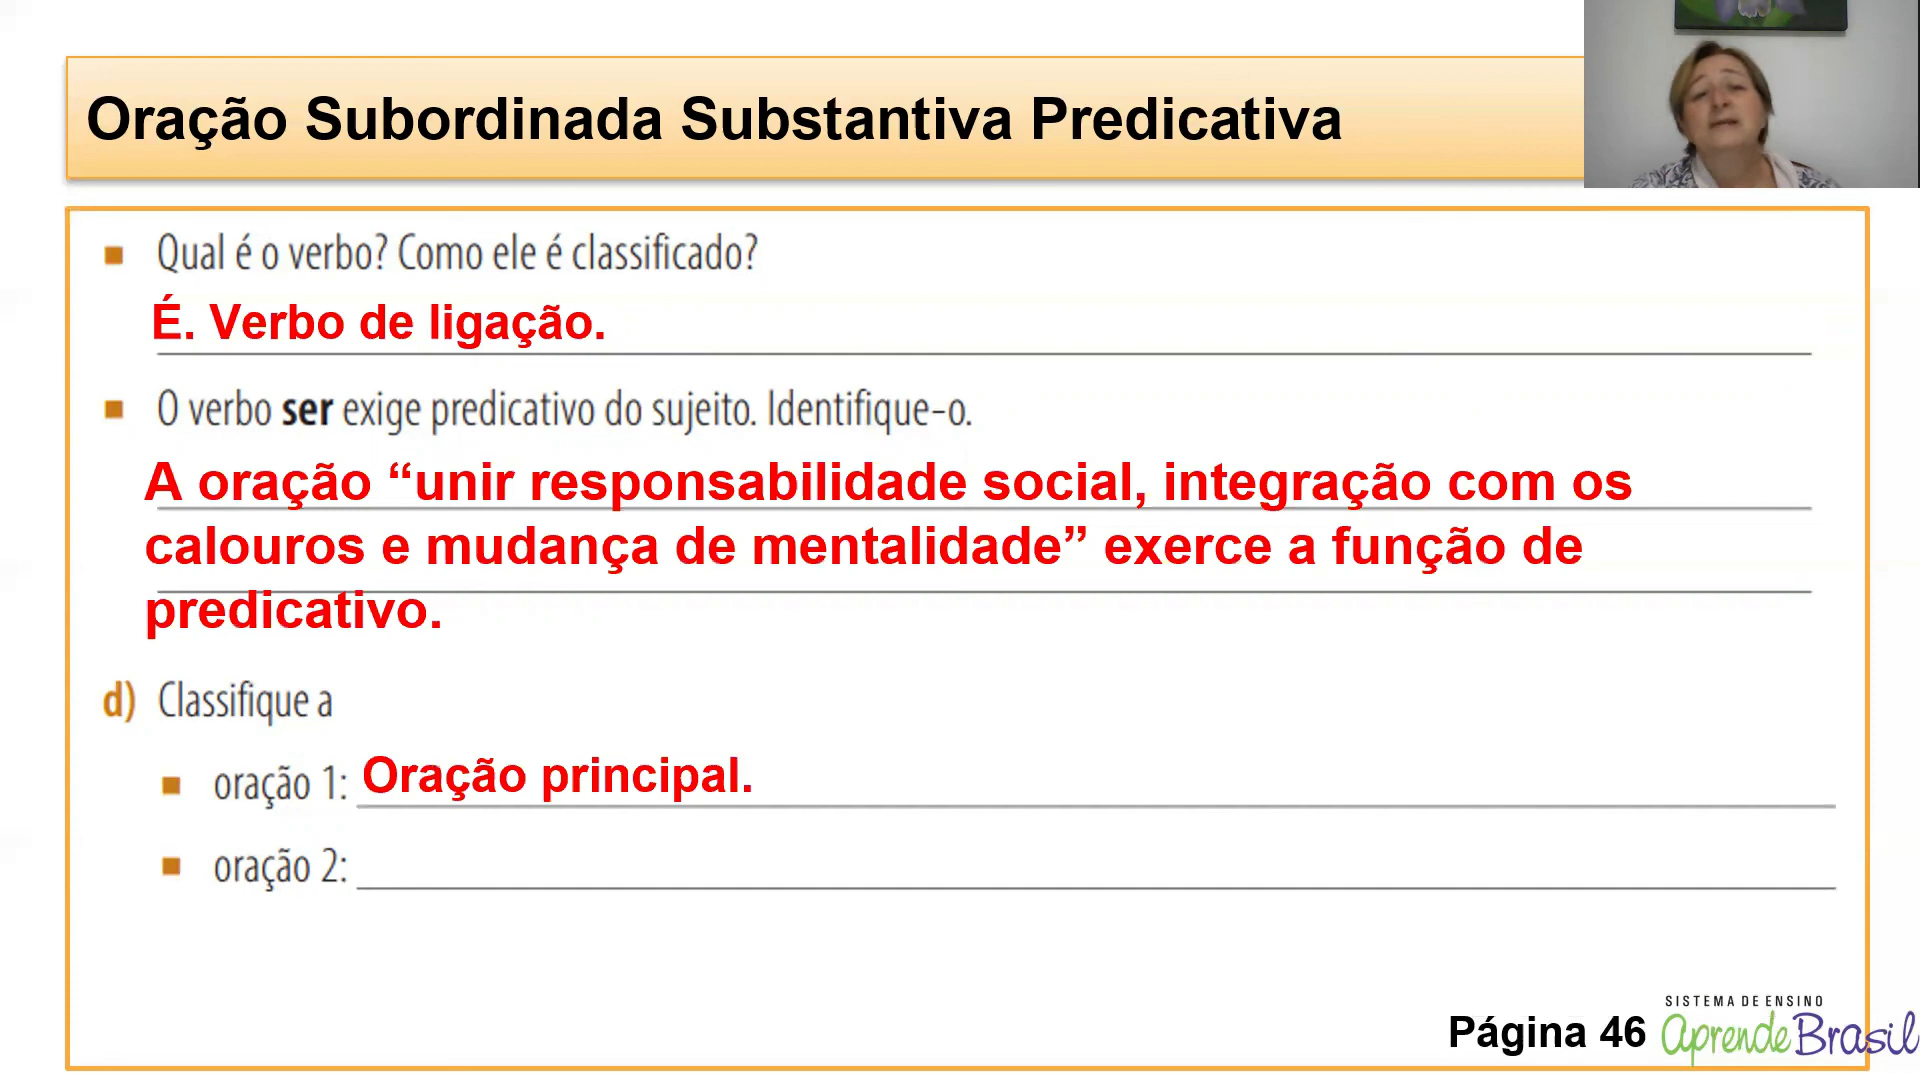 Oração Subordinada Substantiva Predicativa
Qual é o verbo? Como ele é classificado?
É. Verbo de ligação.
O verbo ser exige predicativo do sujeito. Identifique-o.
A oração “unir responsabilidade social, integração com os
calouros e mudança de mentalidade” exerce a função de
predicativo.
d) Classifique a
oração 1: Oração principal.
oração 2:
Página 46
SISTEMA DE ENSINO
aprende Brasil